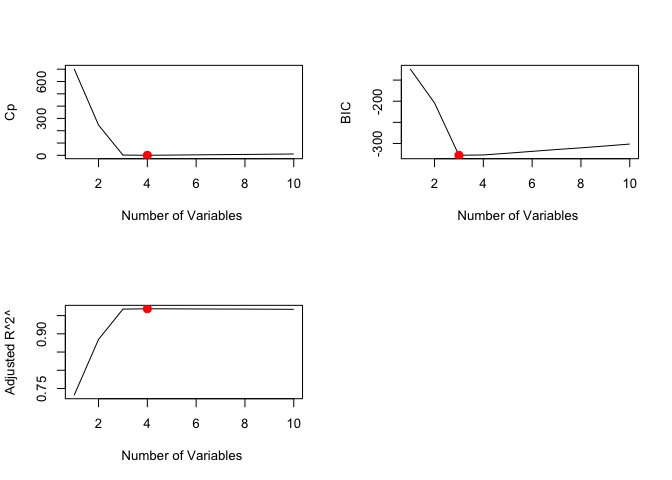 Cp
0 300 600
2 4 6 8 10
Number of Variables
BIC
-300 -200
2 4 6 8 10
Number of Variables
Adjusted R^2^
0.75 0.90
2 4 6 8 10
Number of Variables